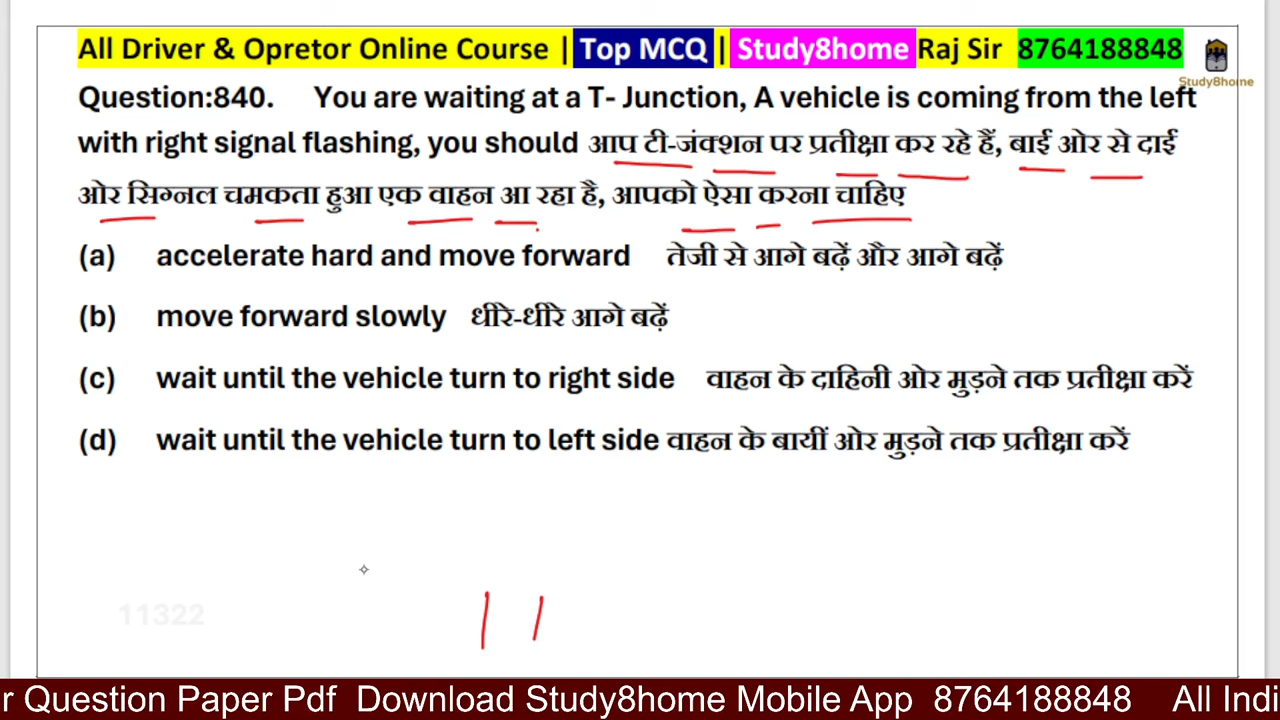 All Driver & Opretor Online Course | Top MCQ | Study8home Raj Sir 8764188848
Study8home
Question:840. You are waiting at a T- Junction, A vehicle is coming from the left
with right signal flashing, you should आप टी-जंक्शन पर प्रतीक्षा कर रहे हैं, बाईं ओर से दाईं
ओर सिग्नल चमकता हुआ एक वाहन आ रहा है, आपको ऐसा करना चाहिए
(a) accelerate hard and move forward तेजी से आगे बढ़ें और आगे बढ़ें
(b) move forward slowly धीरे-धीरे आगे बढ़ें
(c) wait until the vehicle turn to right side वाहन के दाहिनी ओर मुड़ने तक प्रतीक्षा करें
(d) wait until the vehicle turn to left side वाहन के बायीं ओर मुड़ने तक प्रतीक्षा करें
11322
r Question Paper Pdf Download Study8home Mobile App 8764188848 All Indi